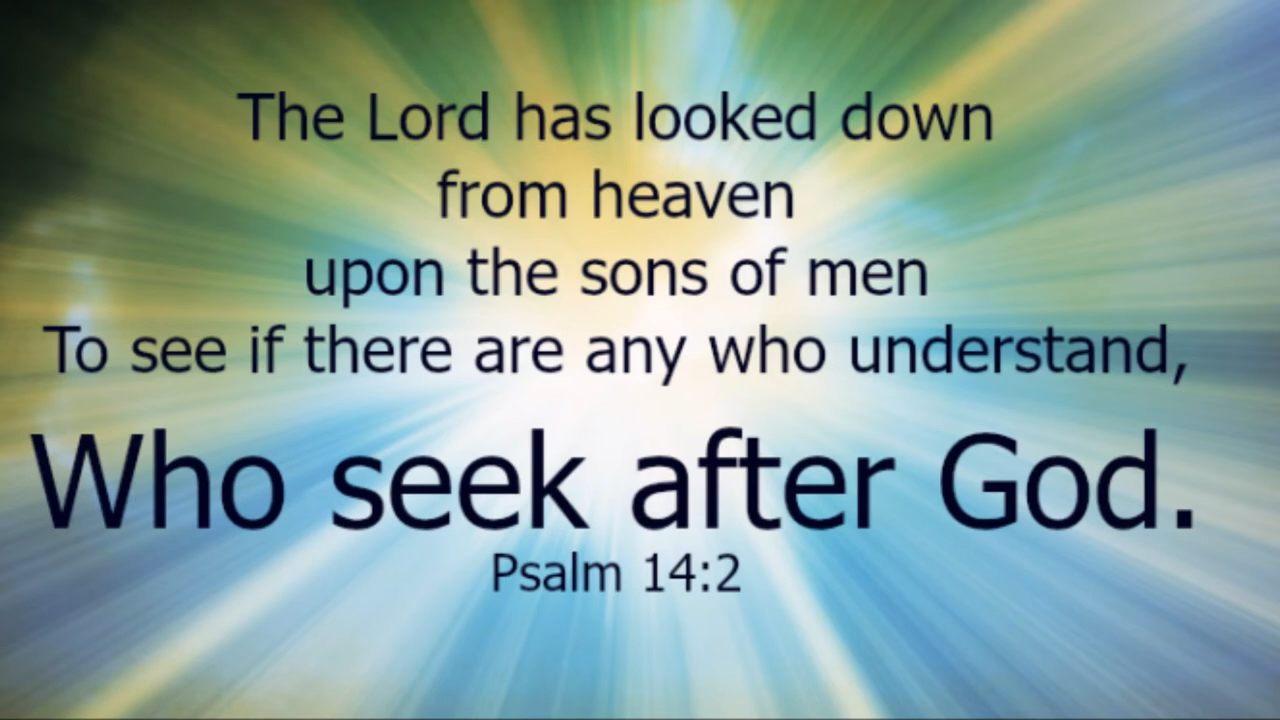 The Lord has looked down
from heaven
upon the sons of men
To see if there are any who understand,
Who seek after God.
Psalm 14:2